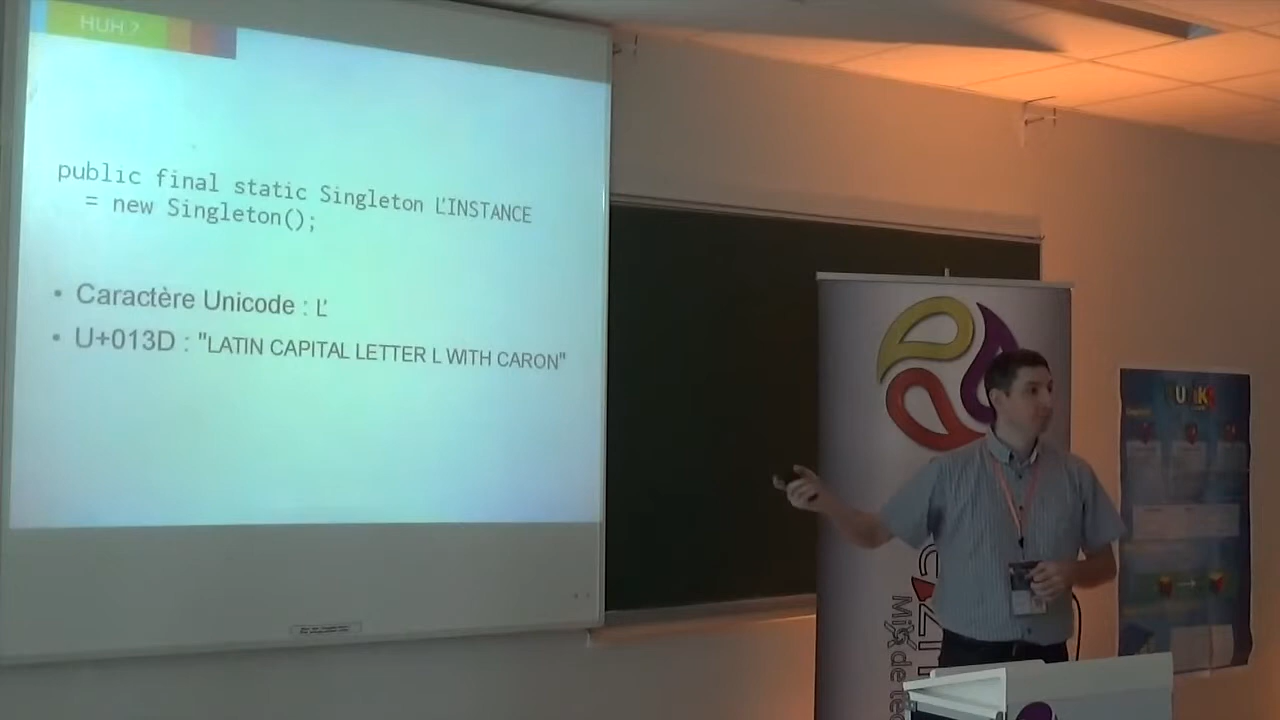 HUH ?
public final static Singleton ĽINSTANCE
= new Singleton();
• Caractère Unicode : Ľ
• U+013D : "LATIN CAPITAL LETTER L WITH CARON"